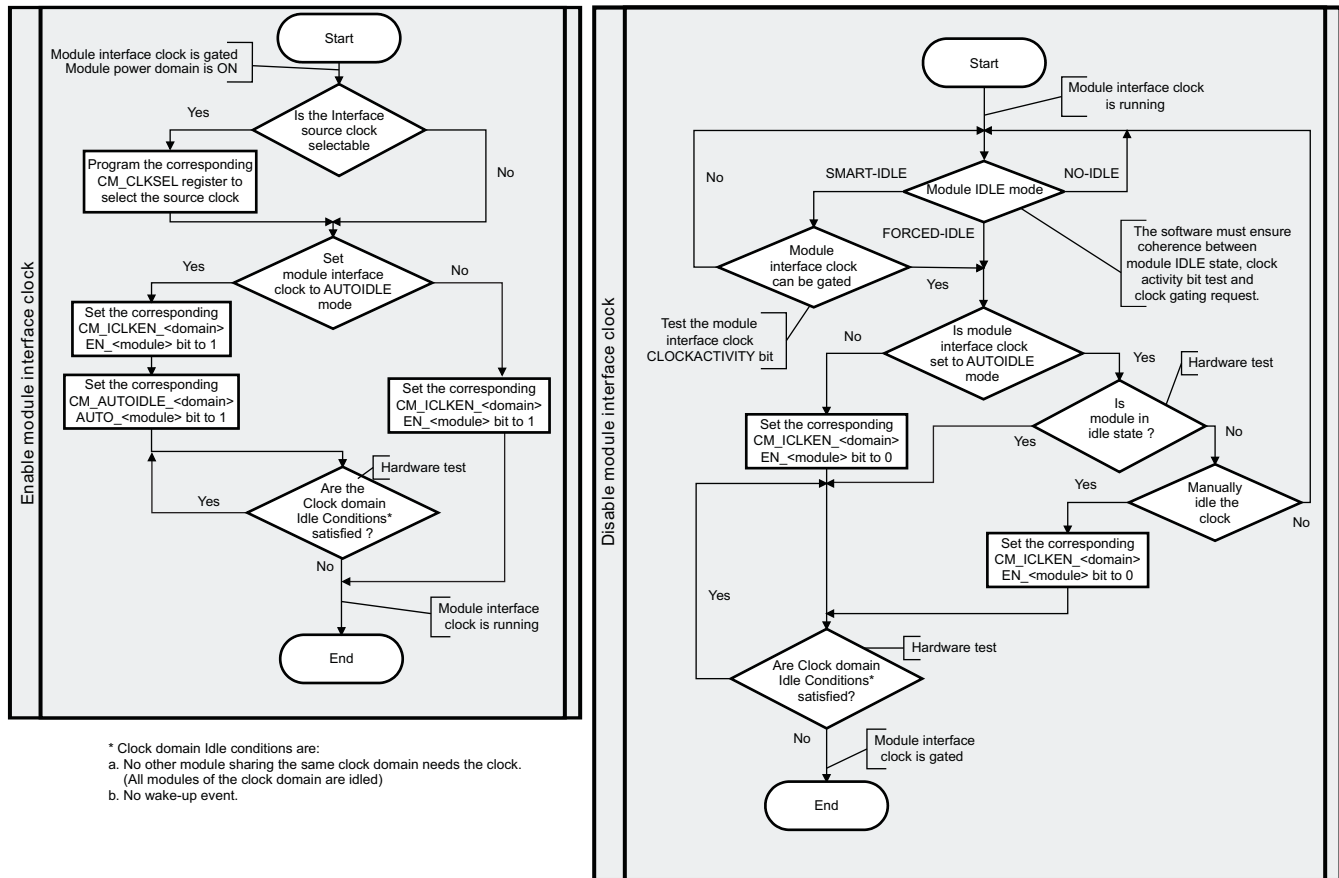 Enable module interface clock
Start
Module interface clock is gated
Module power domain is ON
Is the Interface
source clock
selectable
Yes
No
Program the corresponding
CM_CLKSEL register to
select the source clock
Set
module interface
clock to AUTOIDLE
mode
Yes
No
Set the corresponding
CM_ICLKEN_<domain>
EN_<module> bit to 1
Set the corresponding
CM_AUTOIDLE_<domain>
AUTO_<module> bit to 1
Set the corresponding
CM_ICLKEN_<domain>
EN_<module> bit to 1
Hardware test
Are the
Clock domain
Idle Conditions*
satisfied ?
Yes
No
Module interface
clock is running
End
* Clock domain Idle conditions are:
a. No other module sharing the same clock domain needs the clock.
(All modules of the clock domain are idled)
b. No wake-up event.
Disable module interface clock
Start
Module interface clock
is running
SMART-IDLE
Module IDLE mode
NO-IDLE
No
FORCED-IDLE
The software must ensure
coherence between
module IDLE state, clock
activity bit test and
clock gating request.
Module
interface clock
can be gated
Yes
Test the module
interface clock
CLOCKACTIVITY bit
Is module
interface clock
set to AUTOIDLE
mode
No
Yes
Hardware test
Set the corresponding
CM_ICLKEN_<domain>
EN_<module> bit to 0
Is
module in
idle state ?
Yes
No
Manually
idle the
clock
Yes
No
Set the corresponding
CM_ICLKEN_<domain>
EN_<module> bit to 0
Yes
Hardware test
Are Clock domain
Idle Conditions*
satisfied?
No
Module interface
clock is gated
End